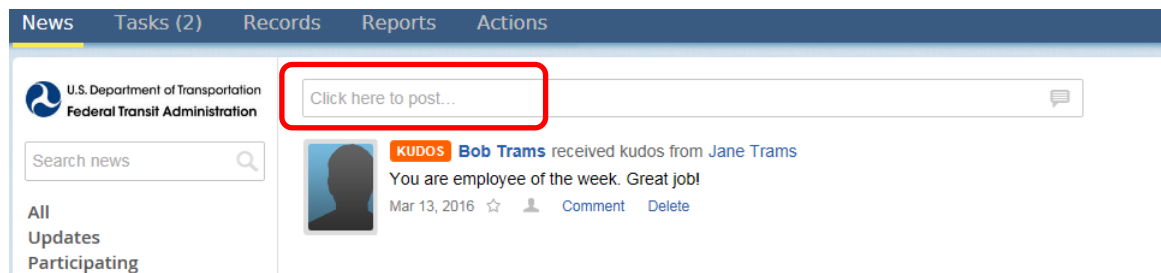 News Tasks (2) Records Reports Actions
U.S. Department of Transportation
Federal Transit Administration
Search news
All
Updates
Participating
Click here to post...
KUDOS Bob Trams received kudos from Jane Trams
You are employee of the week. Great job!
Mar 13, 2016 Comment Delete